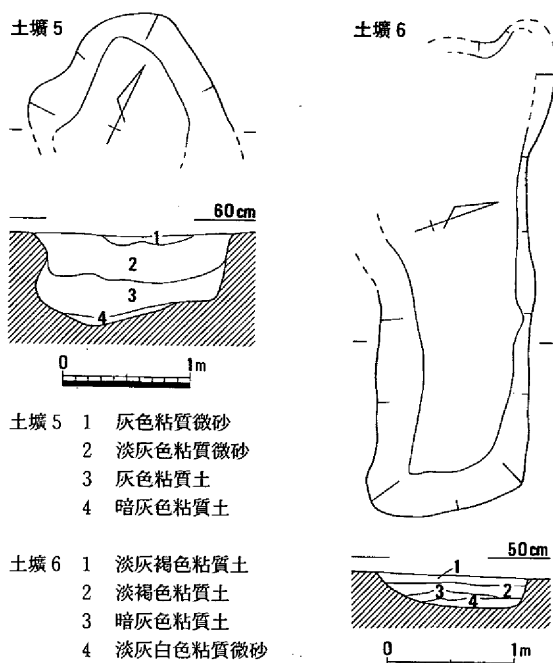 土壙5
60cm
1
2
3
4
0 1m
土壙5 1 灰色粘質微砂
2 淡灰色粘質微砂
3 灰色粘質土
4 暗灰色粘質土
土壙6 1 淡灰褐色粘質土
2 淡褐色粘質土
3 暗灰色粘質土
4 淡灰白色粘質微砂
土壙6
50cm
1
3 2
4
0 1m